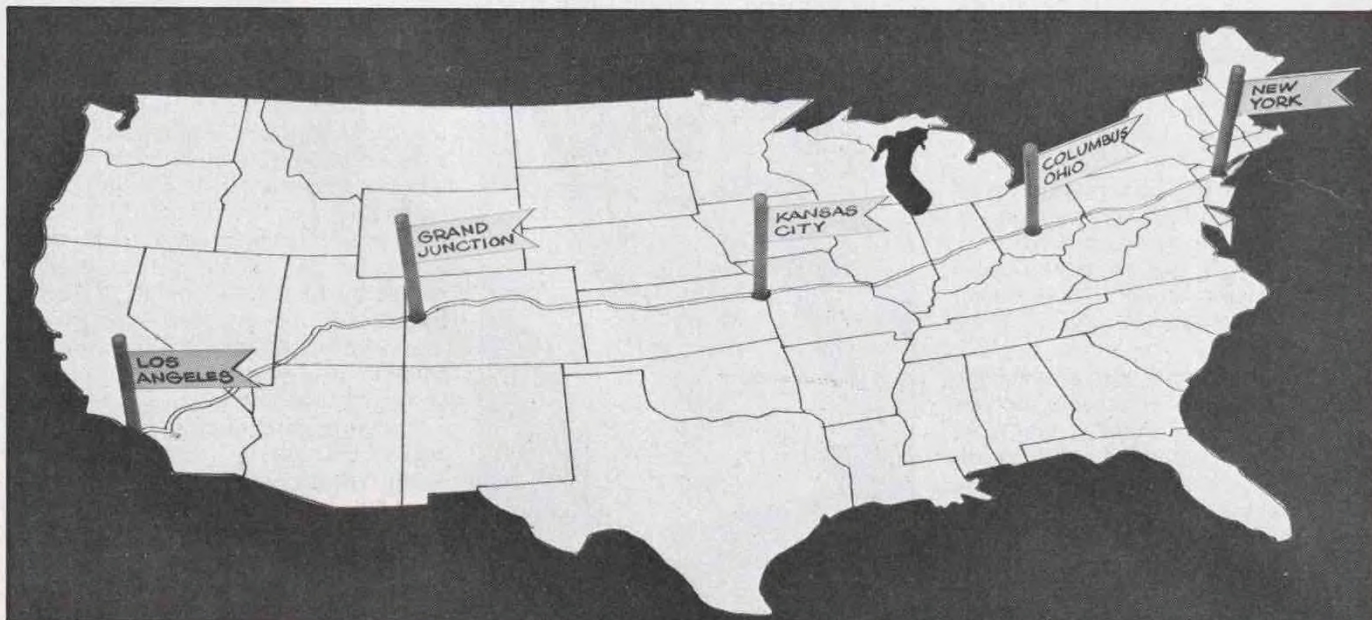 LOS
ANGELES
GRAND
JUNCTION
KANSAS
CITY
COLUMBUS
OHIO
NEW
YORK